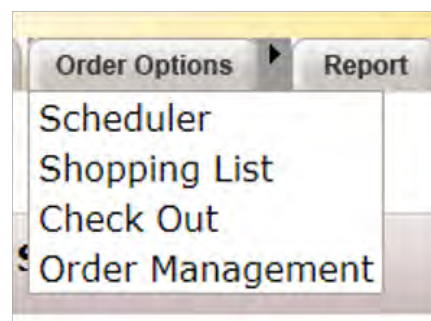 Order Options Report
Scheduler
Shopping List
Check Out
Order Management